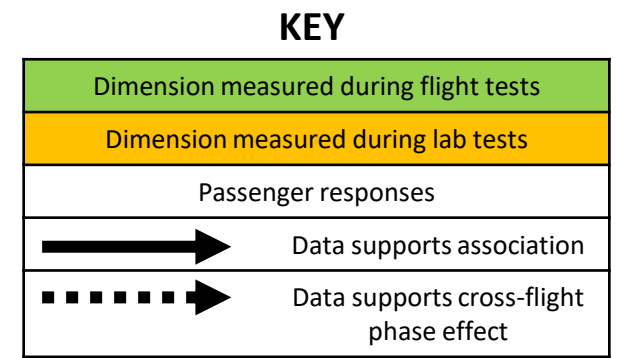 KEY
Dimension measured during flight tests
Dimension measured during lab tests
Passenger responses
Data supports association
Data supports cross-flight
phase effect